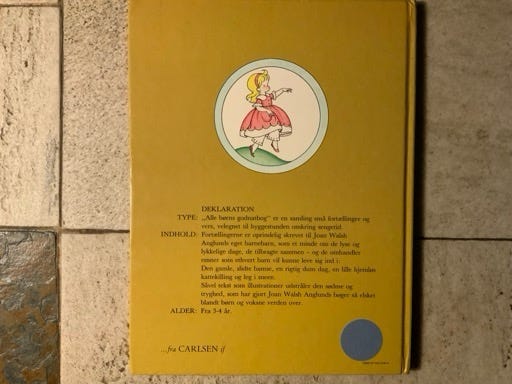 DEKLARATION
TYPE: „Alle børns godnatbog" er en samling små fortællinger og
vers, velegnet til hyggestunden omkring sengetid.
INDHOLD: Fortællingerne er oprindelig skrevet til Joan Walsh
Anglunds eget barnebarn, som et minde om de lyse og
lykkelige dage, de tilbragte sammen – og de omhandler
emner som ethvert barn vil kunne leve sig ind i:
Den gamle, slidte bamse, en rigtig dum dag, en lille hjemløs
kattekilling og leg i sneen.
Såvel tekst som illustrationer udstråler den sødme og
tryghed, som har gjort Joan Walsh Anglunds bøger så elsket
blandt børn og voksne verden over.
ALDER: Fra 3-4 år.
...fra CARLSEN if